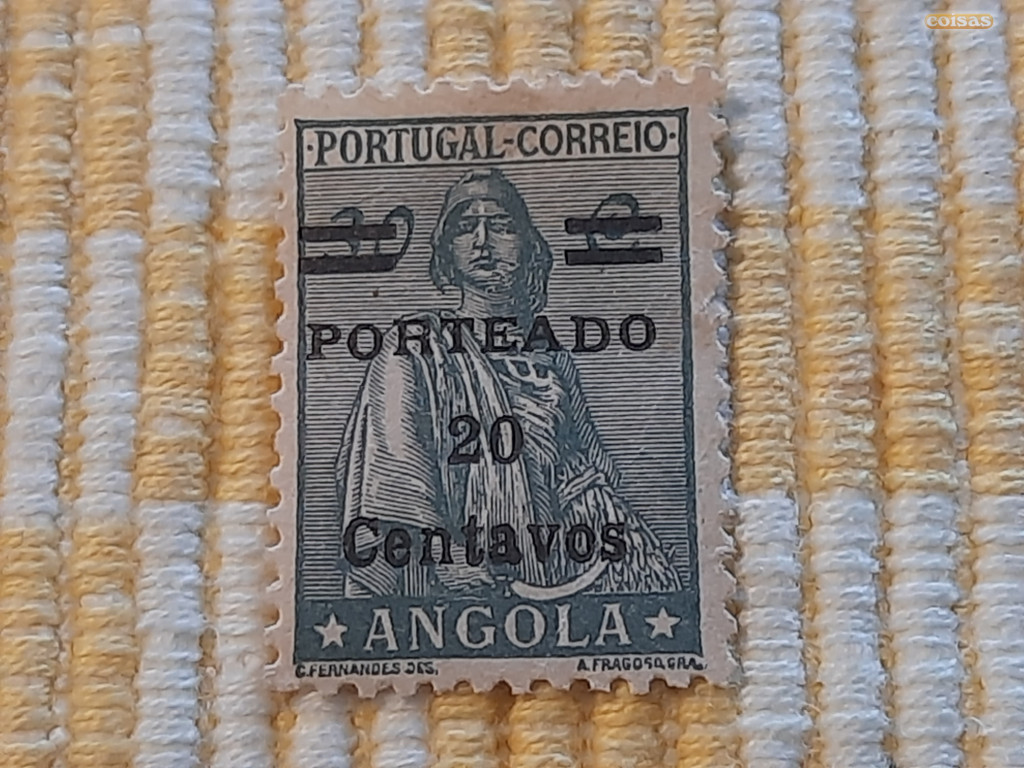 coisas
·PORTUGAL-CORREIO·
PORTEADO
20
Centavos
★ ANGOLA ★
C.FERNANDES DES. A.FRAGOSO,GRA.